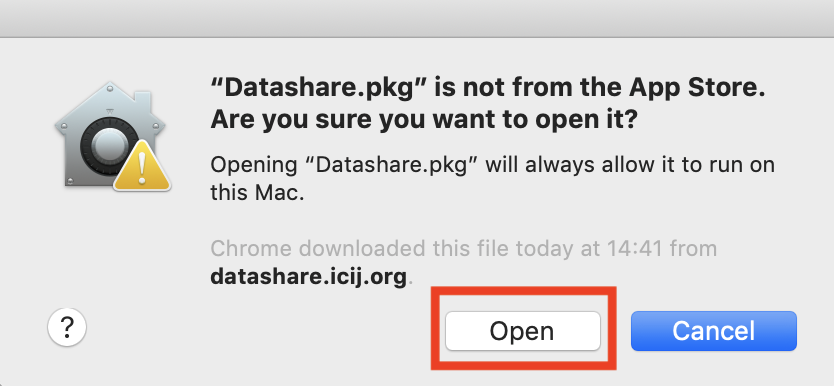 “Datashare.pkg” is not from the App Store.
Are you sure you want to open it?
Opening “Datashare.pkg” will always allow it to run on
this Mac.
Chrome downloaded this file today at 14:41 from
datashare.icij.org.
?
Open
Cancel